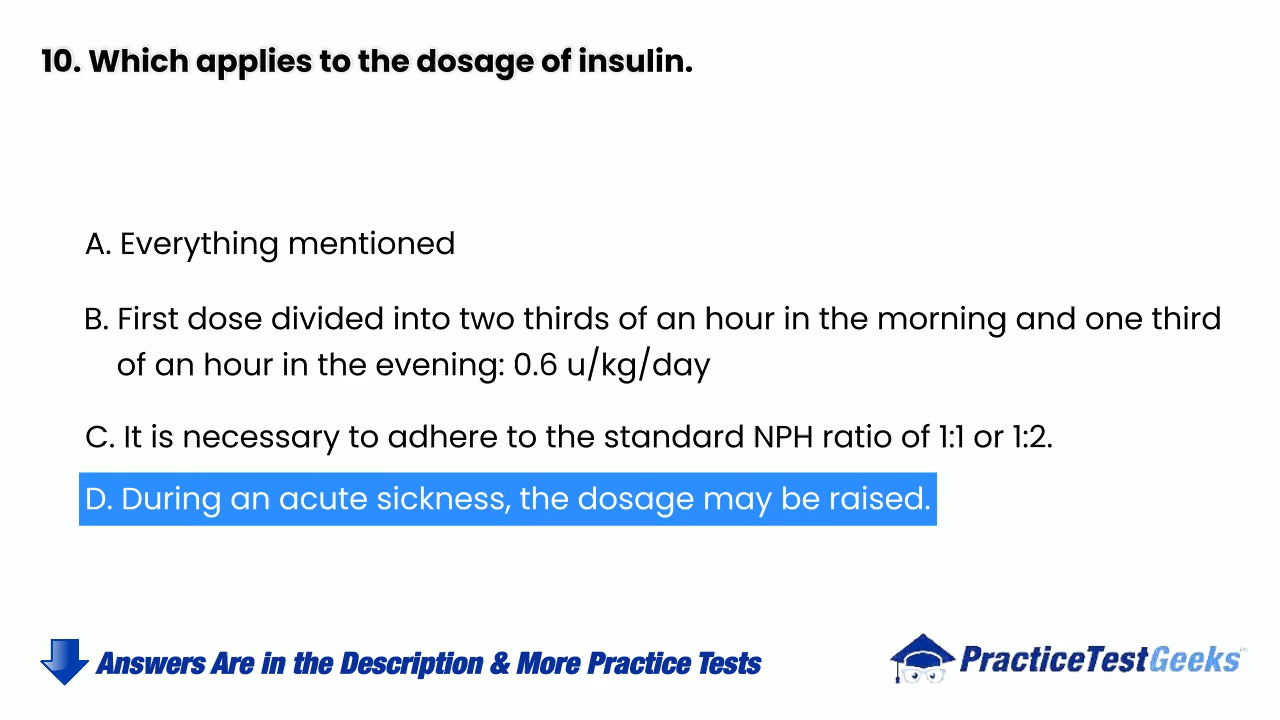 10. Which applies to the dosage of insulin.
A. Everything mentioned
B. First dose divided into two thirds of an hour in the morning and one third
of an hour in the evening: 0.6 u/kg/day
C. It is necessary to adhere to the standard NPH ratio of 1:1 or 1:2.
D. During an acute sickness, the dosage may be raised.
Answers Are in the Description & More Practice Tests
PracticeTestGeeks